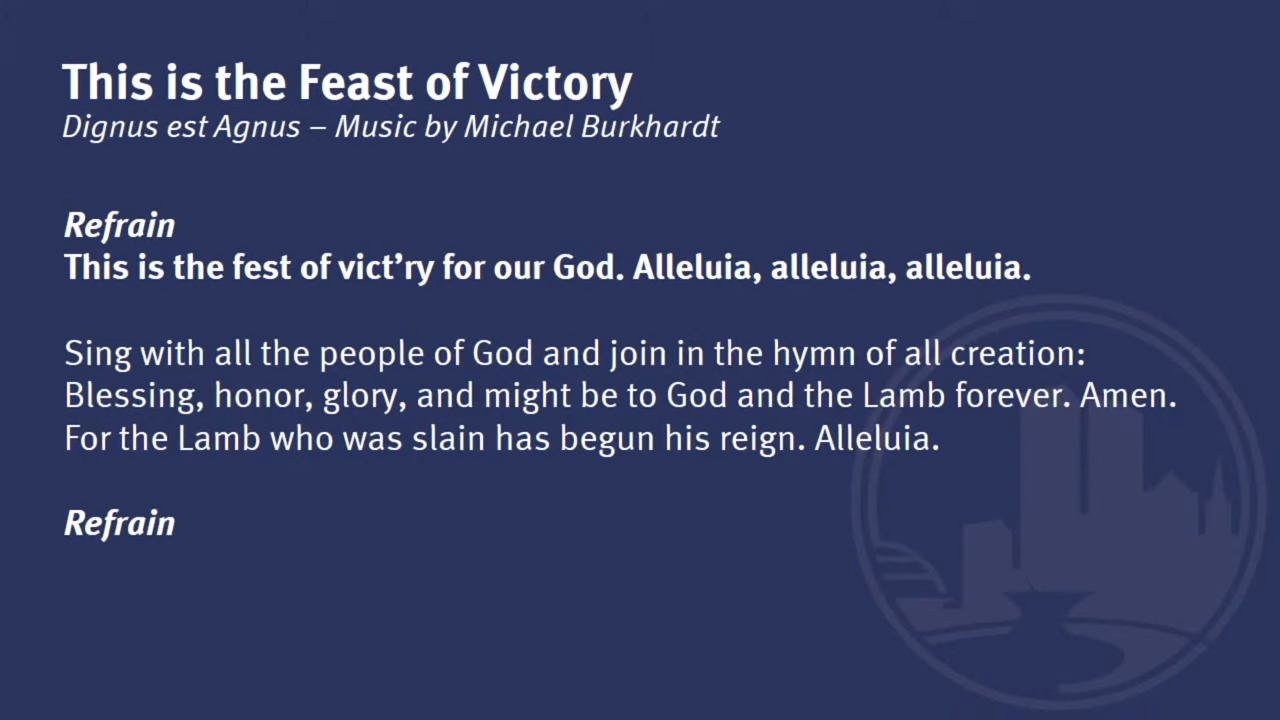 This is the Feast of Victory
Dignus est Agnus – Music by Michael Burkhardt
Refrain
This is the fest of vict’ry for our God. Alleluia, alleluia, alleluia.
Sing with all the people of God and join in the hymn of all creation:
Blessing, honor, glory, and might be to God and the Lamb forever. Amen.
For the Lamb who was slain has begun his reign. Alleluia.
Refrain